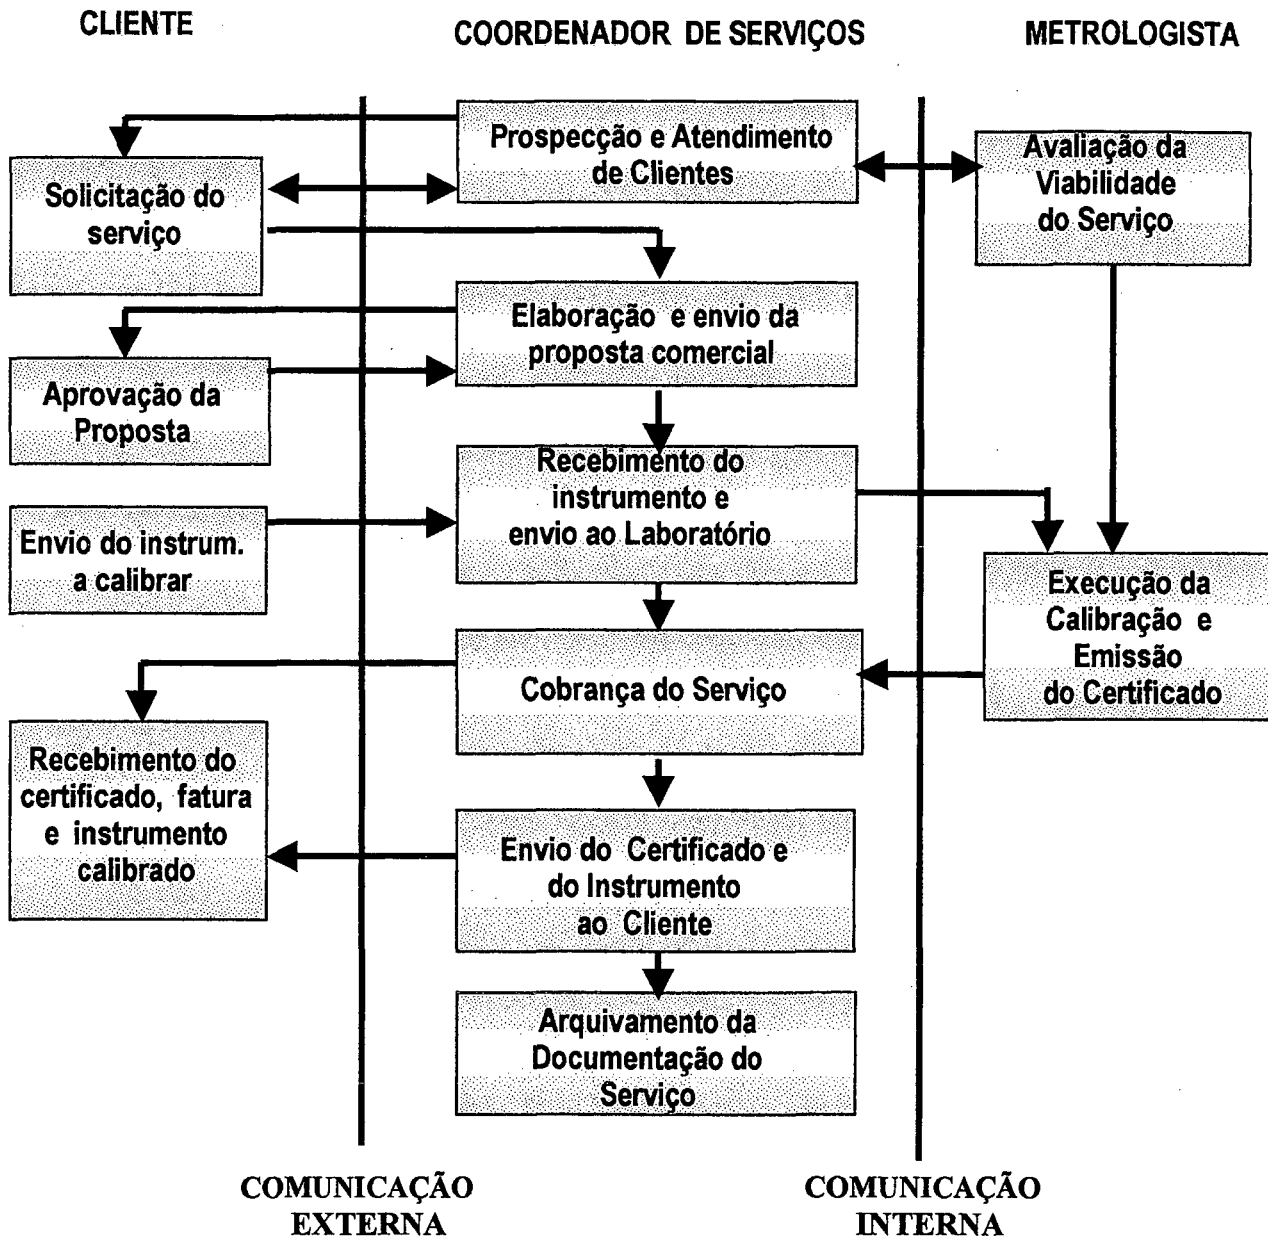 CLIENTE
COORDENADOR DE SERVIÇOS
METROLOGISTA
Prospecção e Atendimento
de Clientes
Avaliação da
Viabilidade
do Serviço
Solicitação do
serviço
Elaboração e envio da
proposta comercial
Aprovação da
Proposta
Recebimento do
instrumento e
envio ao Laboratório
Envio do instrum.
a calibrar
Execução da
Calibração e
Emissão
do Certificado
Cobrança do Serviço
Recebimento do
certificado, fatura
e instrumento
calibrado
Envio do Certificado e
do Instrumento
ao Cliente
Arquivamento da
Documentação do
Serviço
COMUNICAÇÃO
EXTERNA
COMUNICAÇÃO
INTERNA